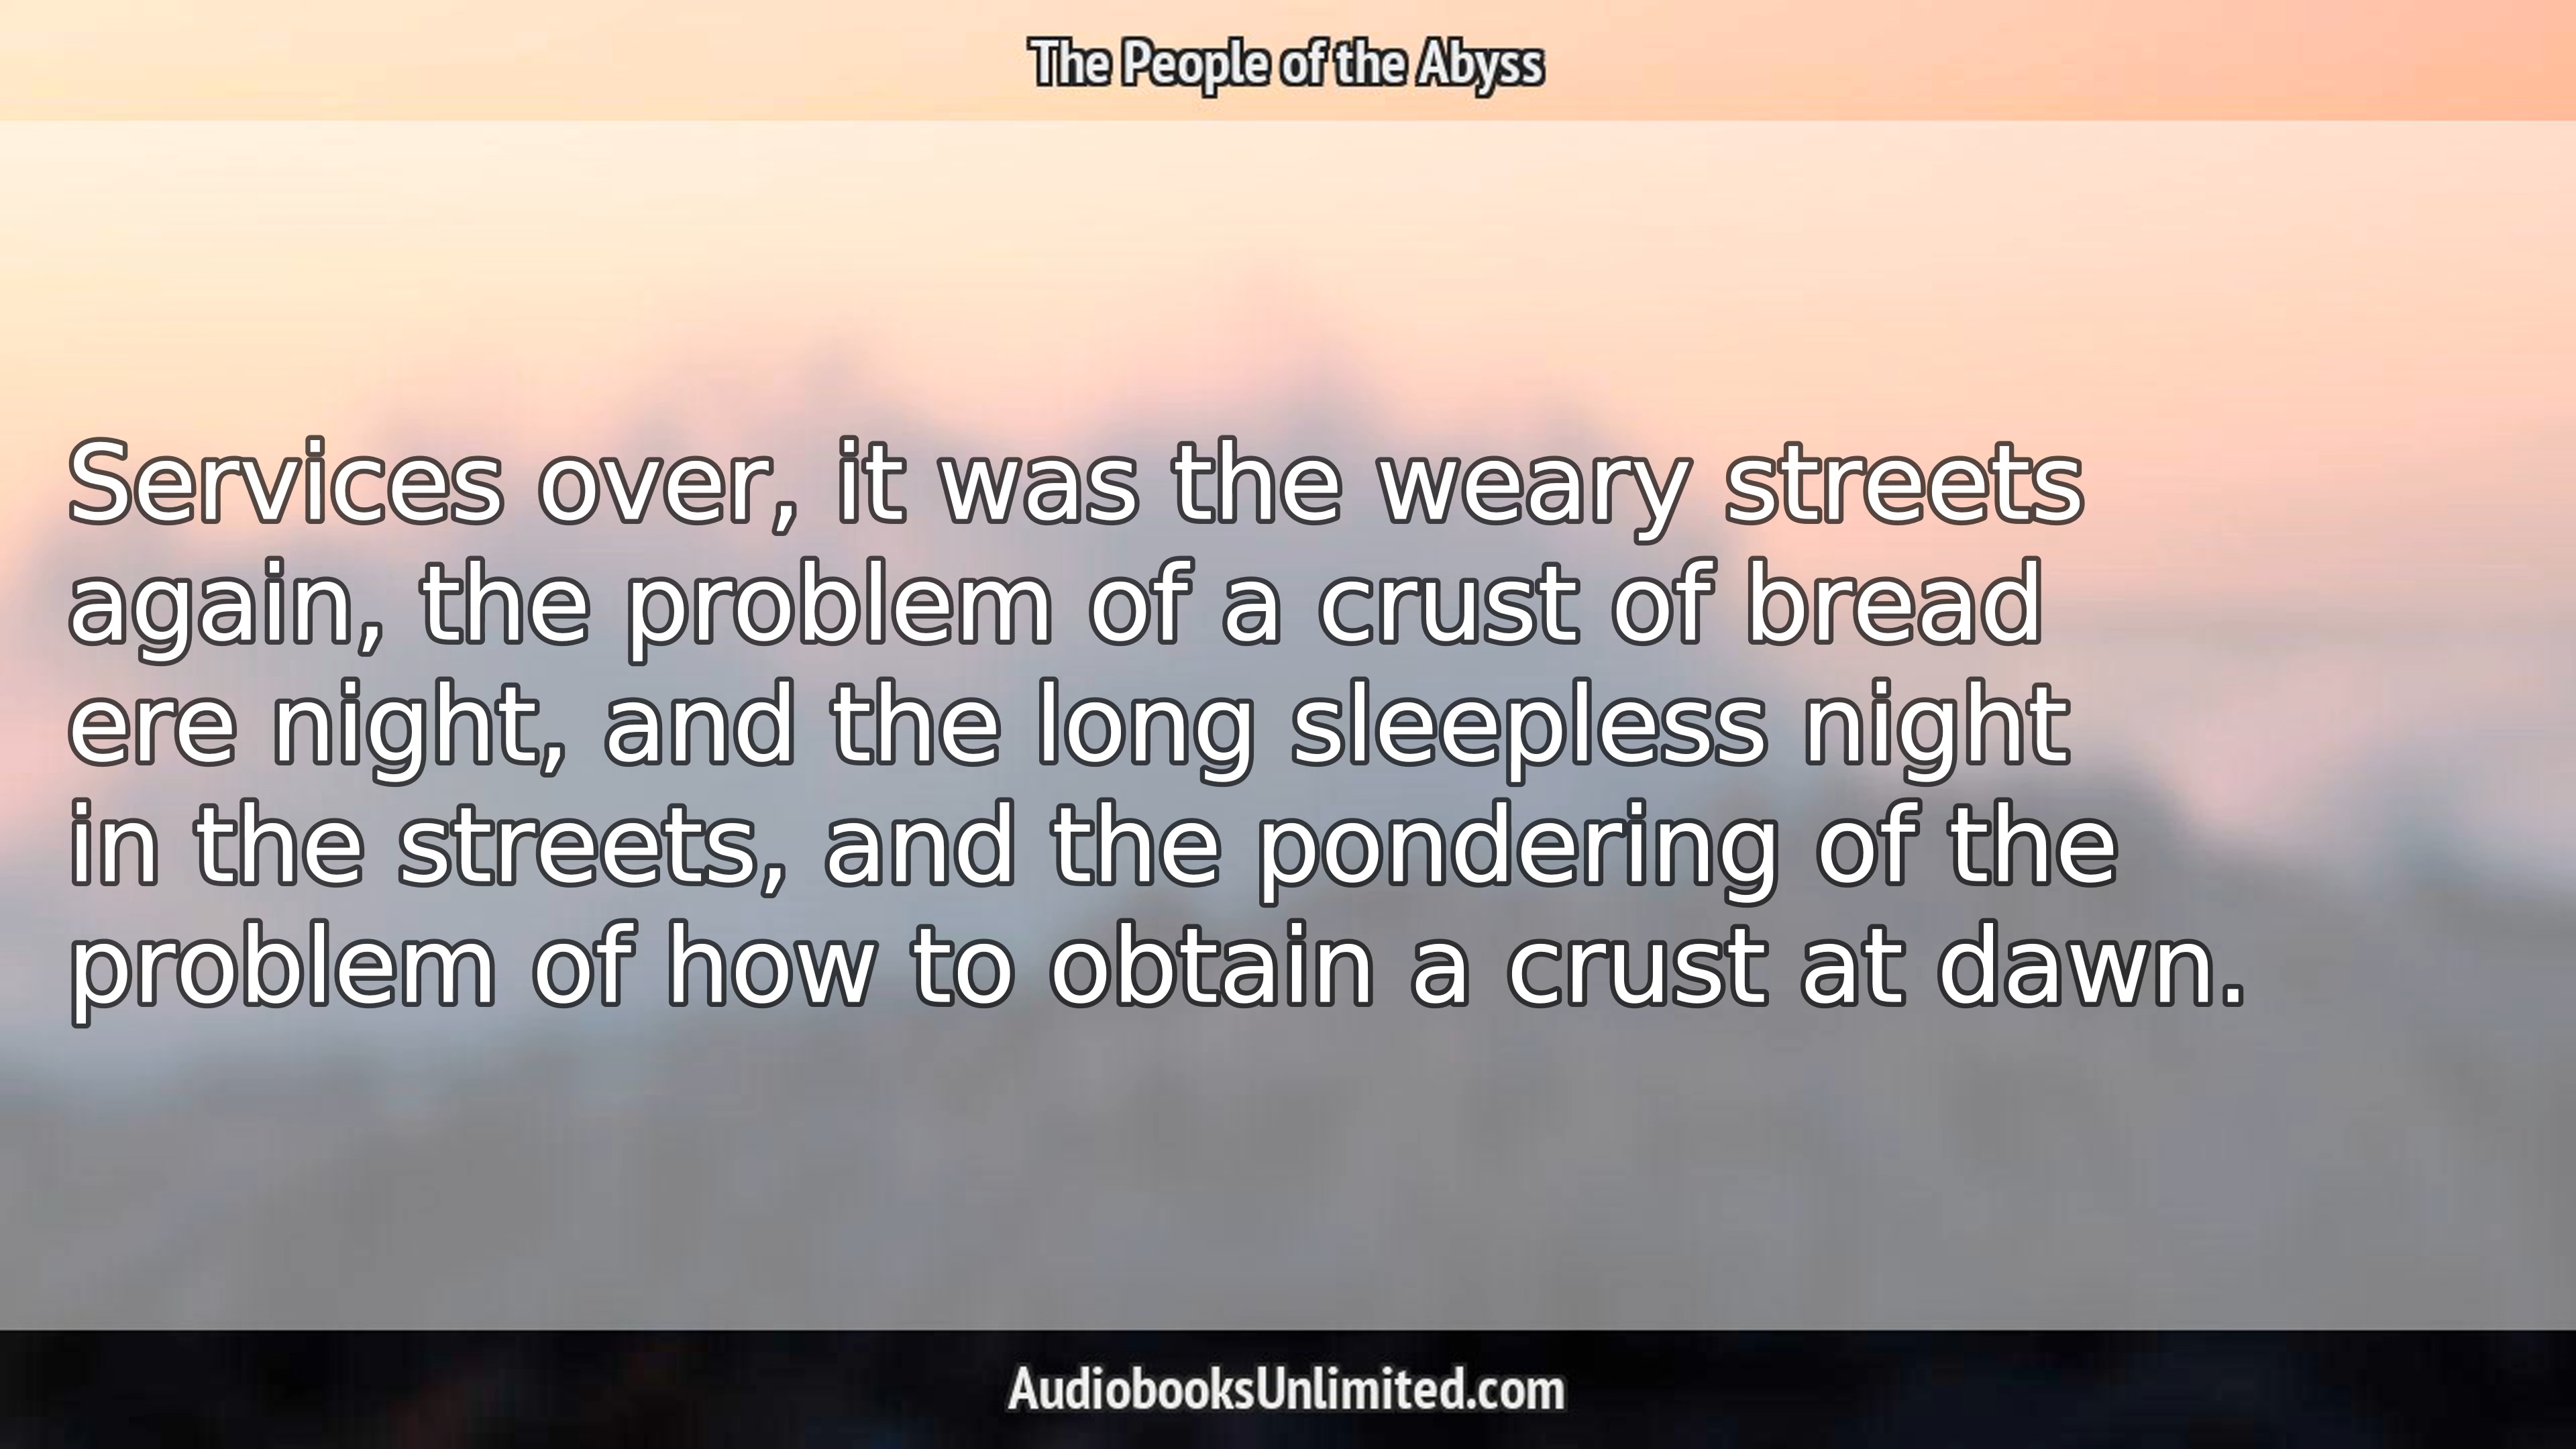 The People of the Abyss
Services over, it was the weary streets
again, the problem of a crust of bread
ere night, and the long sleepless night
in the streets, and the pondering of the
problem of how to obtain a crust at dawn.
AudiobooksUnlimited.com